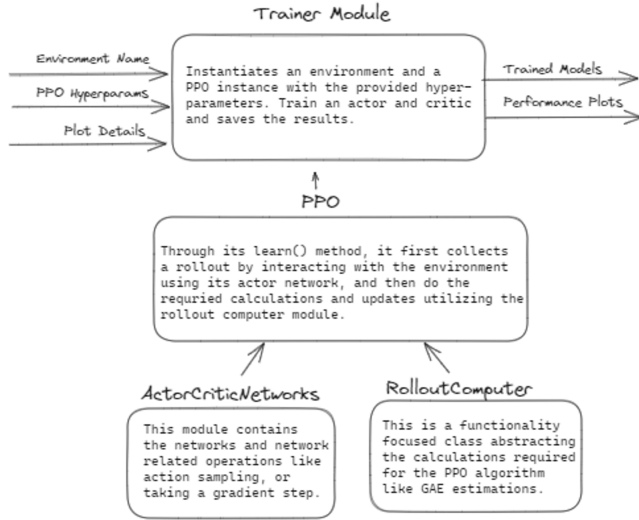 Trainer Module
Environment Name
PPO Hyperparams
Plot Details
Instantiates an environment and a
PPO instance with the provided hyper-
parameters. Train an actor and critic
and saves the results.
Trained Models
Performance Plots
PPO
Through its learn() method, it first collects
a rollout by interacting with the environment
using its actor network, and then do the
requried calculations and updates utilizing the
rollout computer module.
ActorCriticNetworks
This module contains
the networks and network
related operations like
action sampling, or
taking a gradient step.
RolloutComputer
This is a functionality
focused class abstracting
the calculations required
for the PPO algorithm
like GAE estimations.